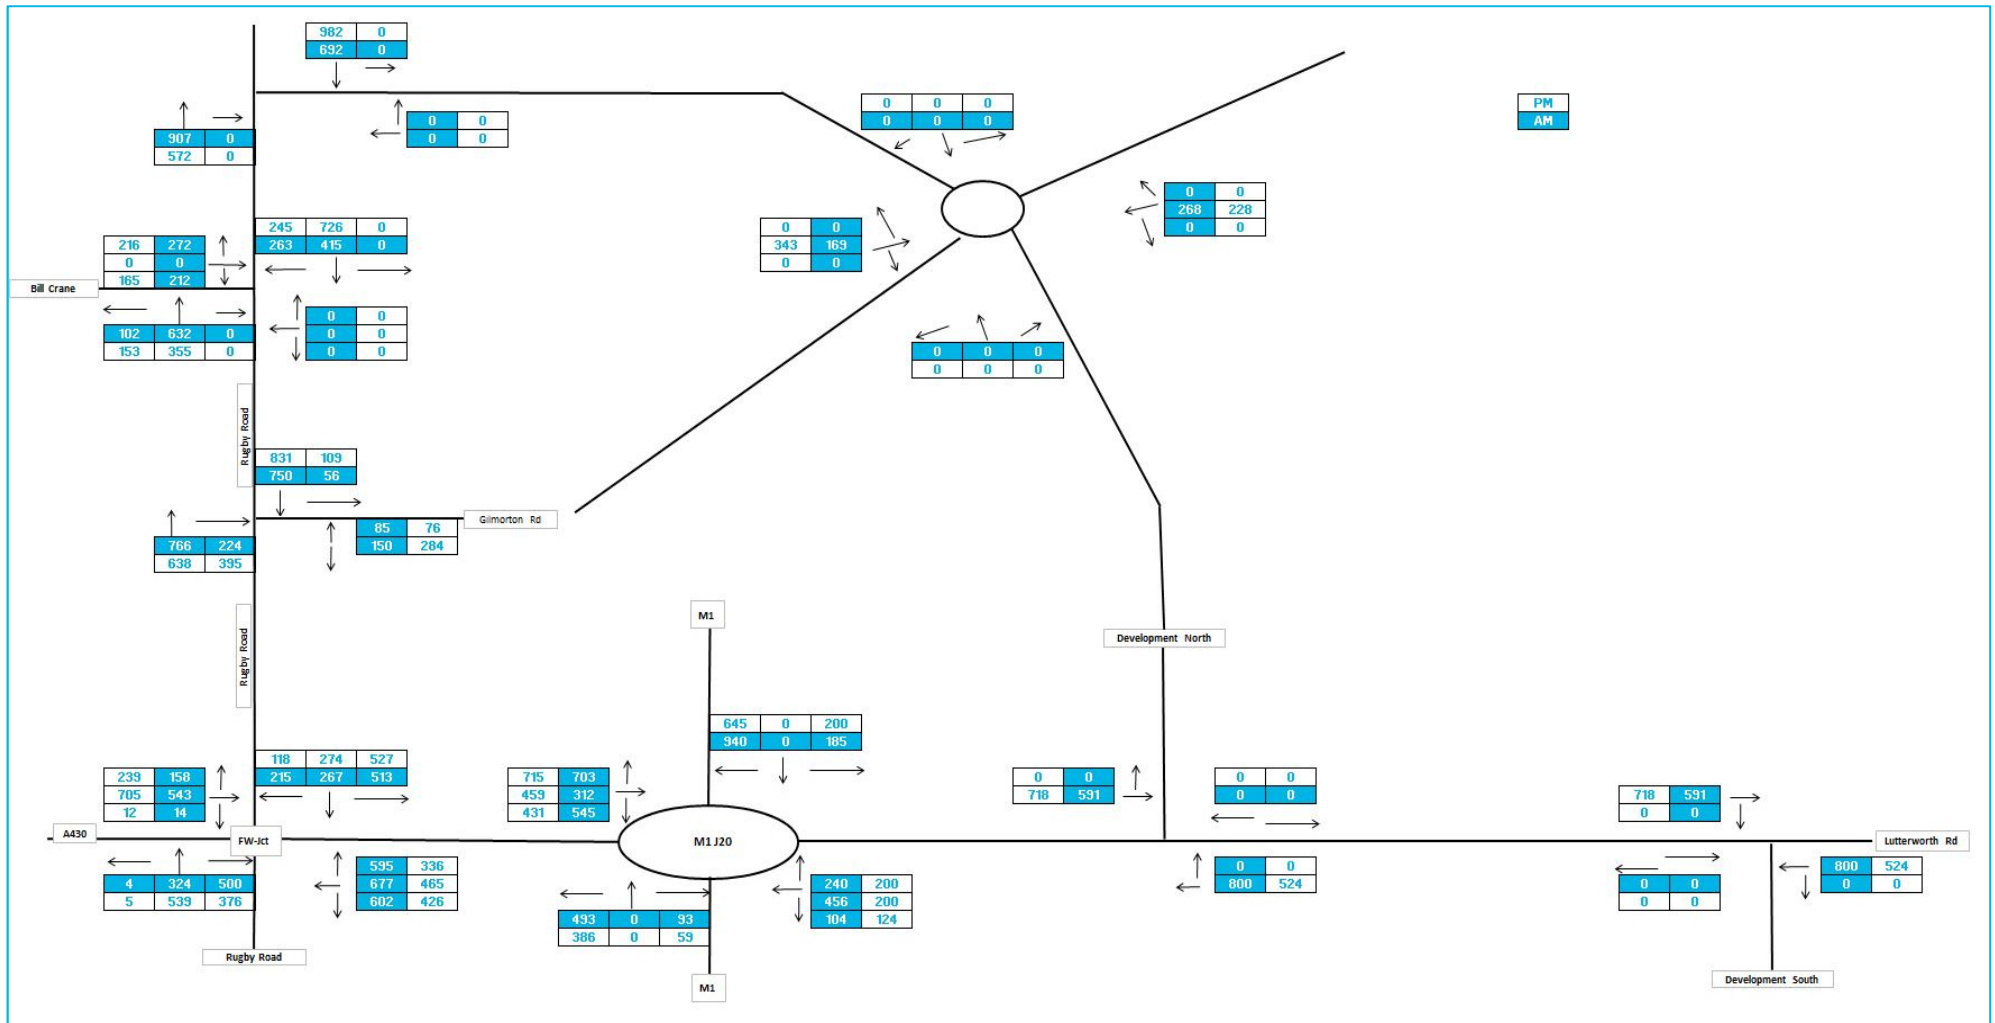 982 0
692 0
0 0 0
0 0 0
PM
AM
0 0
0 0
907 0
572 0
0 0
268 228
0 0
245 726 0
263 415 0
0 0
343 169
0 0
216 272
0 0
165 212
Bill Crane
0 0
0 0
0 0
102 632 0
153 355 0
0 0 0
0 0 0
Rugby Road
831 109
750 56
Gilmorton Rd
85 76
150 284
766 224
638 395
Rugby Road
M1
Development North
645 0 200
940 0 185
118 274 527
215 267 513
239 158
705 543
12 14
715 703
459 312
431 545
0 0
718 591
0 0
0 0
718 591
0 0
A430
FW-Jct
M1 J20
Lutterworth Rd
4 324 500
5 539 376
595 336
677 465
602 426
493 0 93
386 0 59
240 200
456 200
104 124
0 0
800 524
0 0
0 0
800 524
0 0
Rugby Road
M1
Development South